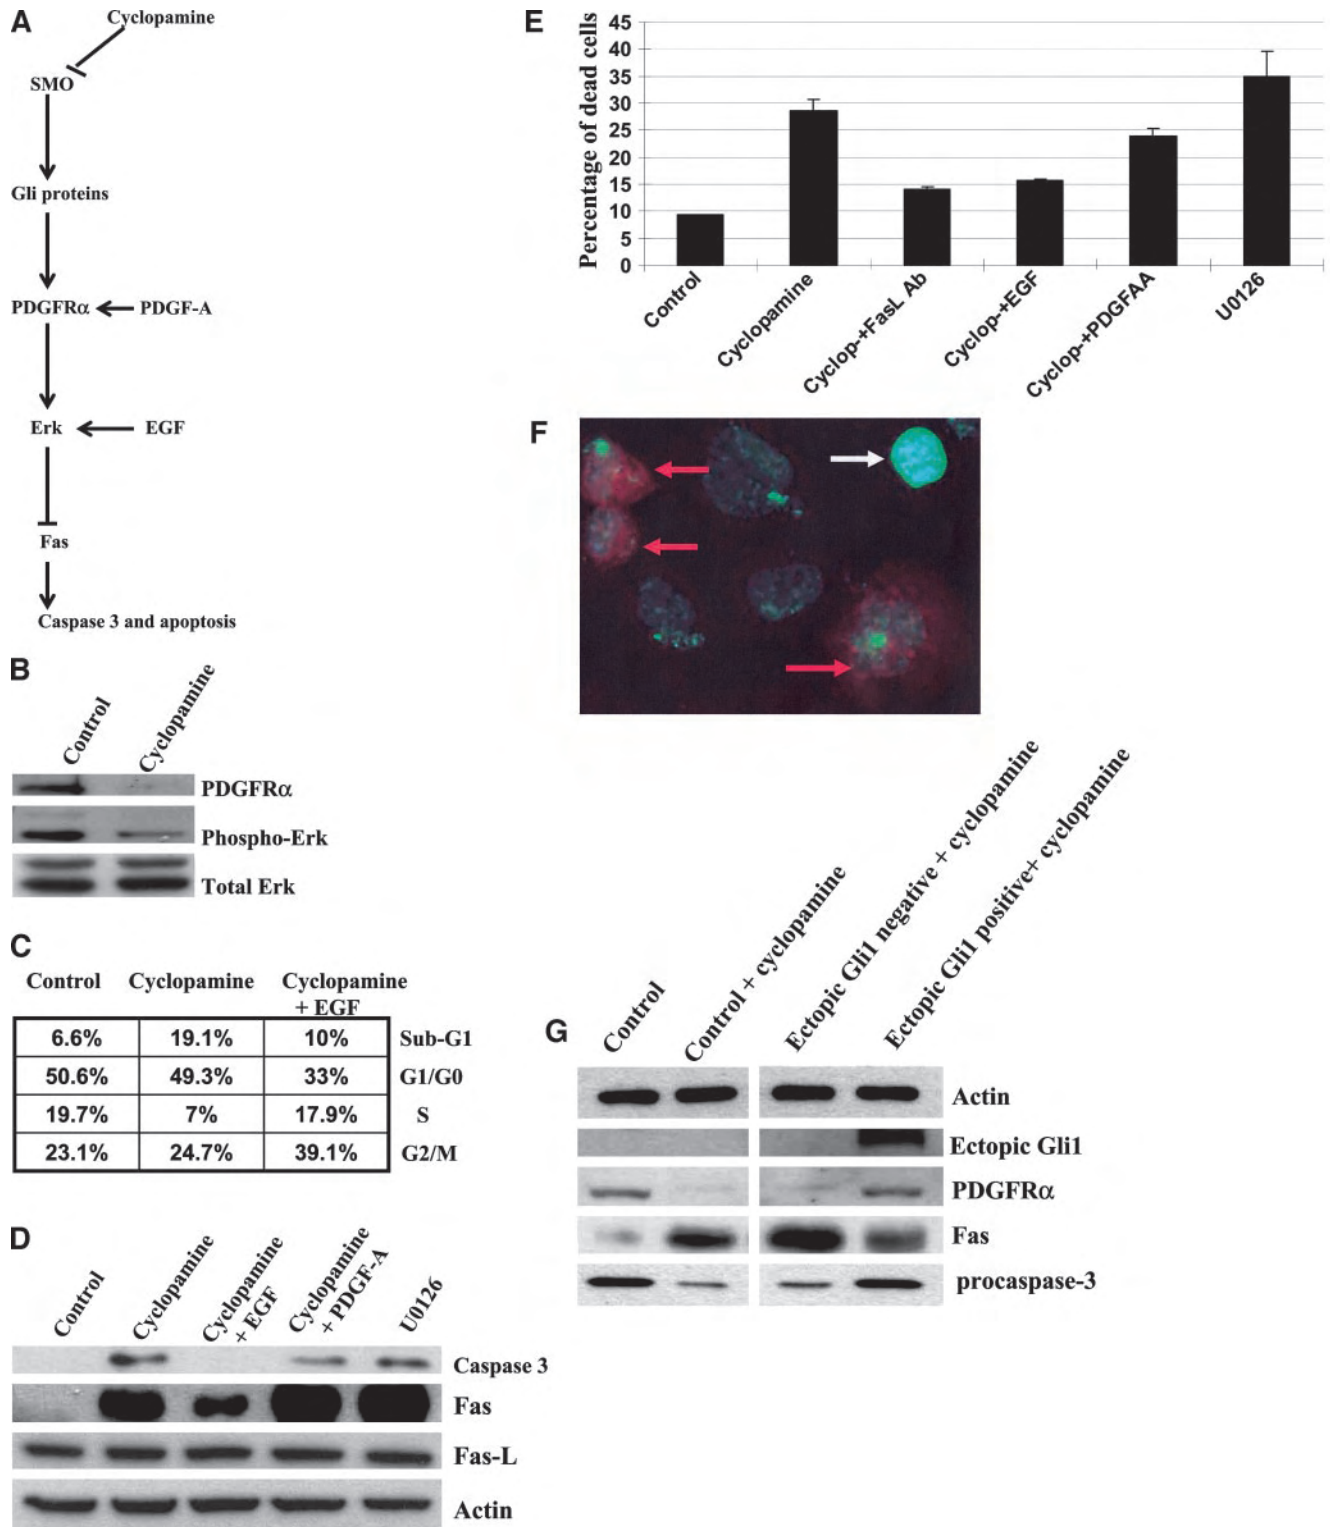 A
Cyclopamine
SMO
Gli proteins
PDGFRα
PDGF-A
Erk
EGF
Fas
Caspase 3 and apoptosis
B
Control
Cyclopamine
PDGFRα
Phospho-Erk
Total Erk
C
Control Cyclopamine Cyclopamine
+ EGF
6.6% 19.1% 10% Sub-G1
50.6% 49.3% 33% G1/G0
19.7% 7% 17.9% S
23.1% 24.7% 39.1% G2/M
D
Control
Cyclopamine
Cyclopamine
+ EGF
Cyclopamine
+ PDGF-A
U0126
Caspase 3
Fas
Fas-L
Actin
E
Percentage of dead cells
45
40
35
30
25
20
15
10
5
0
Control
Cyclopamine
Cyclop-+FasL Ab
Cyclop-+EGF
Cyclop-+PDGFAA
U0126
F
G
Control
Control + cyclopamine
Ectopic Gli1 negative + cyclopamine
Ectopic Gli1 positive+ cyclopamine
Actin
Ectopic Gli1
PDGFRα
Fas
procaspase-3